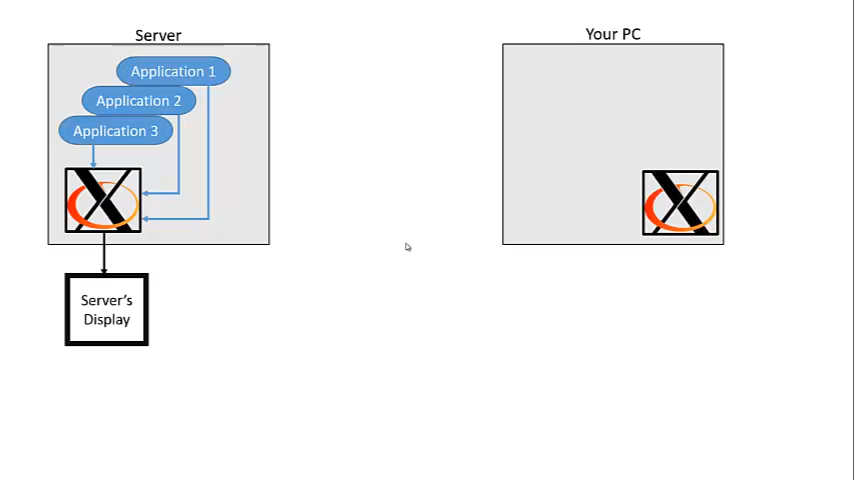 Server
Your PC
Application 1
Application 2
Application 3
Server's
Display